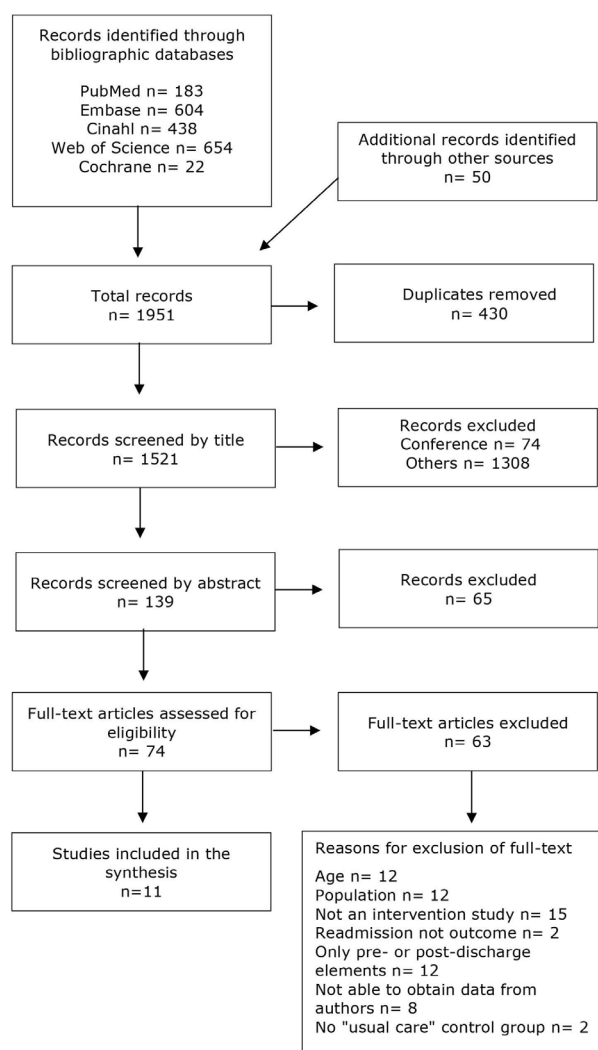 Records identified through
bibliographic databases
PubMed n= 183
Embase n= 604
Cinahl n= 438
Web of Science n= 654
Cochrane n= 22
Additional records identified
through other sources
n= 50
Total records
n= 1951
Duplicates removed
n= 430
Records screened by title
n= 1521
Records excluded
Conference n= 74
Others n= 1308
Records screened by abstract
n= 139
Records excluded
n= 65
Full-text articles assessed for
eligibility
n= 74
Full-text articles excluded
n= 63
Studies included in the
synthesis
n=11
Reasons for exclusion of full-text
Age n= 12
Population n= 12
Not an intervention study n= 15
Readmission not outcome n= 2
Only pre- or post-discharge
elements n= 12
Not able to obtain data from
authors n= 8
No "usual care" control group n= 2